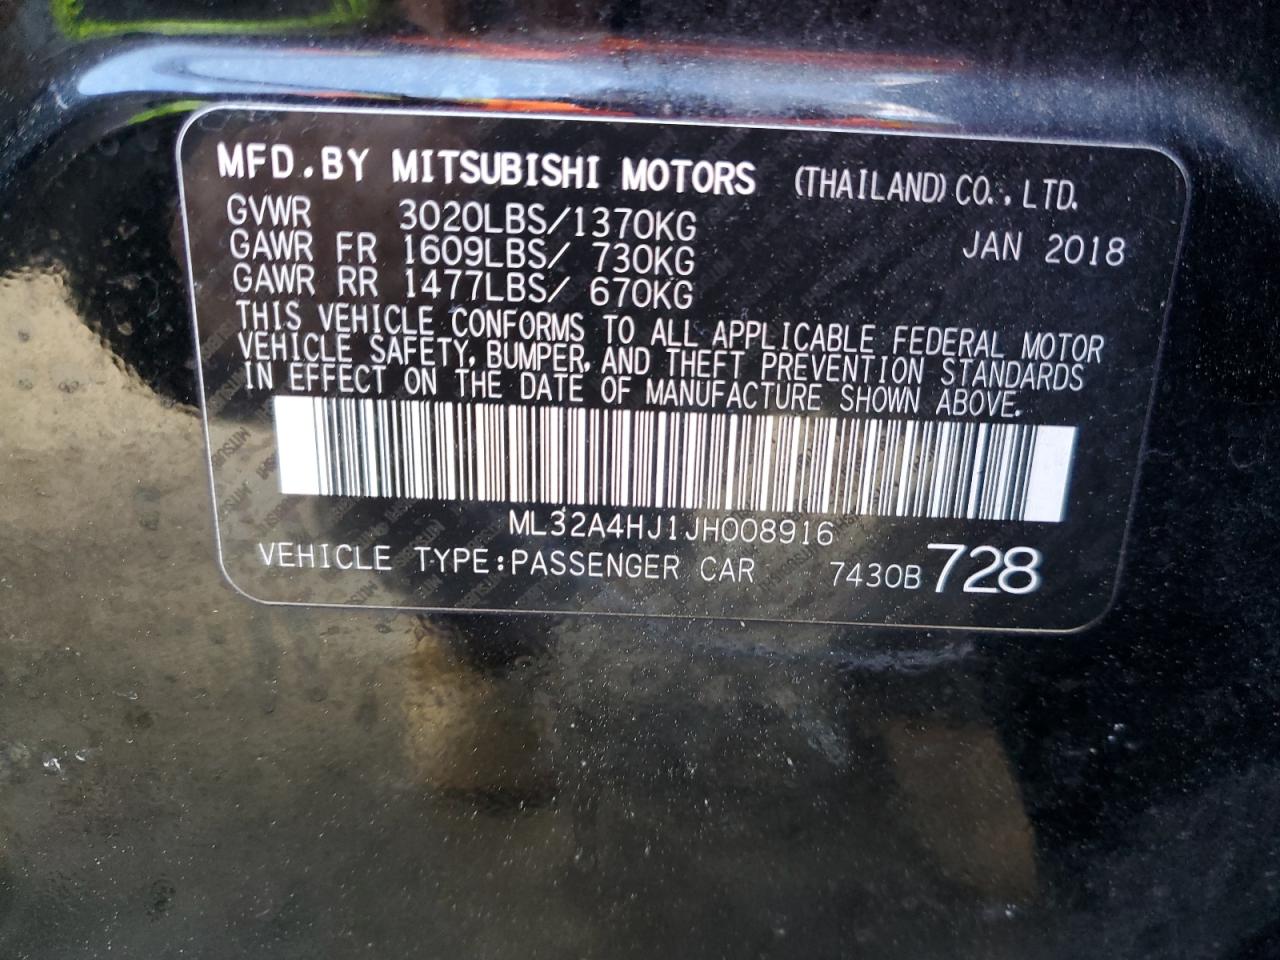 MFD.BY MITSUBISHI MOTORS (THAILAND) CO., LTD.
GVWR 3020LBS/1370KG JAN 2018
GAWR FR 1609LBS/ 730KG
GAWR RR 1477LBS/ 670KG
THIS VEHICLE CONFORMS TO ALL APPLICABLE FEDERAL MOTOR
VEHICLE SAFETY, BUMPER, AND THEFT PREVENTION STANDARDS
IN EFFECT ON THE DATE OF MANUFACTURE SHOWN ABOVE.
ML32A4HJ1JH008916
VEHICLE TYPE:PASSENGER CAR 7430B 728